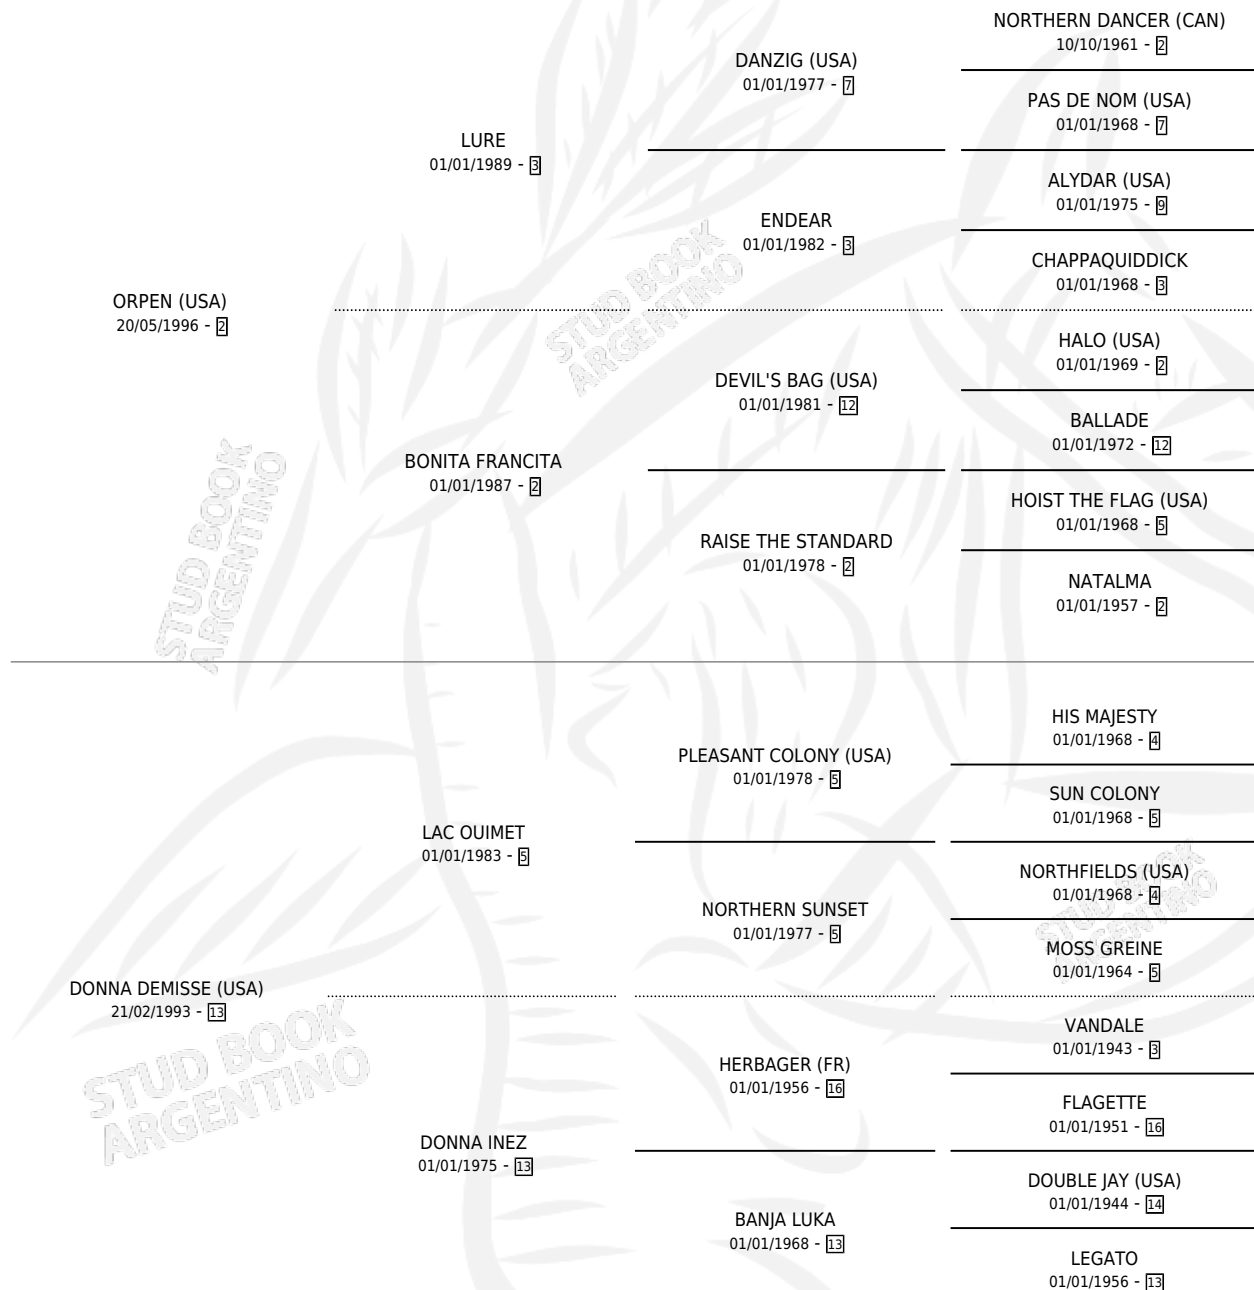 NORTHERN DANCER (CAN)
10/10/1961 - 2
DANZIG (USA)
01/01/1977 - 7
PAS DE NOM (USA)
01/01/1968 - 7
LURE
01/01/1989 - 3
ALYDAR (USA)
01/01/1975 - 9
ENDEAR
01/01/1982 - 3
CHAPPAQUIDDICK
01/01/1968 - 3
ORPEN (USA)
20/05/1996 - 2
STUD BOOK
ARGENTINO
HALO (USA)
01/01/1969 - 2
DEVIL'S BAG (USA)
01/01/1981 - 12
BALLADE
01/01/1972 - 12
BONITA FRANCITA
01/01/1987 - 2
HOIST THE FLAG (USA)
01/01/1968 - 5
RAISE THE STANDARD
01/01/1978 - 2
NATALMA
01/01/1957 - 2
STUD BOOK
ARGENTINO
HIS MAJESTY
01/01/1968 - 4
PLEASANT COLONY (USA)
01/01/1978 - 5
SUN COLONY
01/01/1968 - 5
LAC OUIMET
01/01/1983 - 5
NORTHFIELDS (USA)
01/01/1968 - 4
NORTHERN SUNSET
01/01/1977 - 5
MOSS GREINE
01/01/1964 - 5
STUD BOOK
ARGENTINO
DONNA DEMISSE (USA)
21/02/1993 - 13
VANDALE
01/01/1943 - 3
HERBAGER (FR)
01/01/1956 - 16
FLAGETTE
01/01/1951 - 16
STUD BOOK
ARGENTINO
DONNA INEZ
01/01/1975 - 13
DOUBLE JAY (USA)
01/01/1944 - 14
BANJA LUKA
01/01/1968 - 13
LEGATO
01/01/1956 - 13